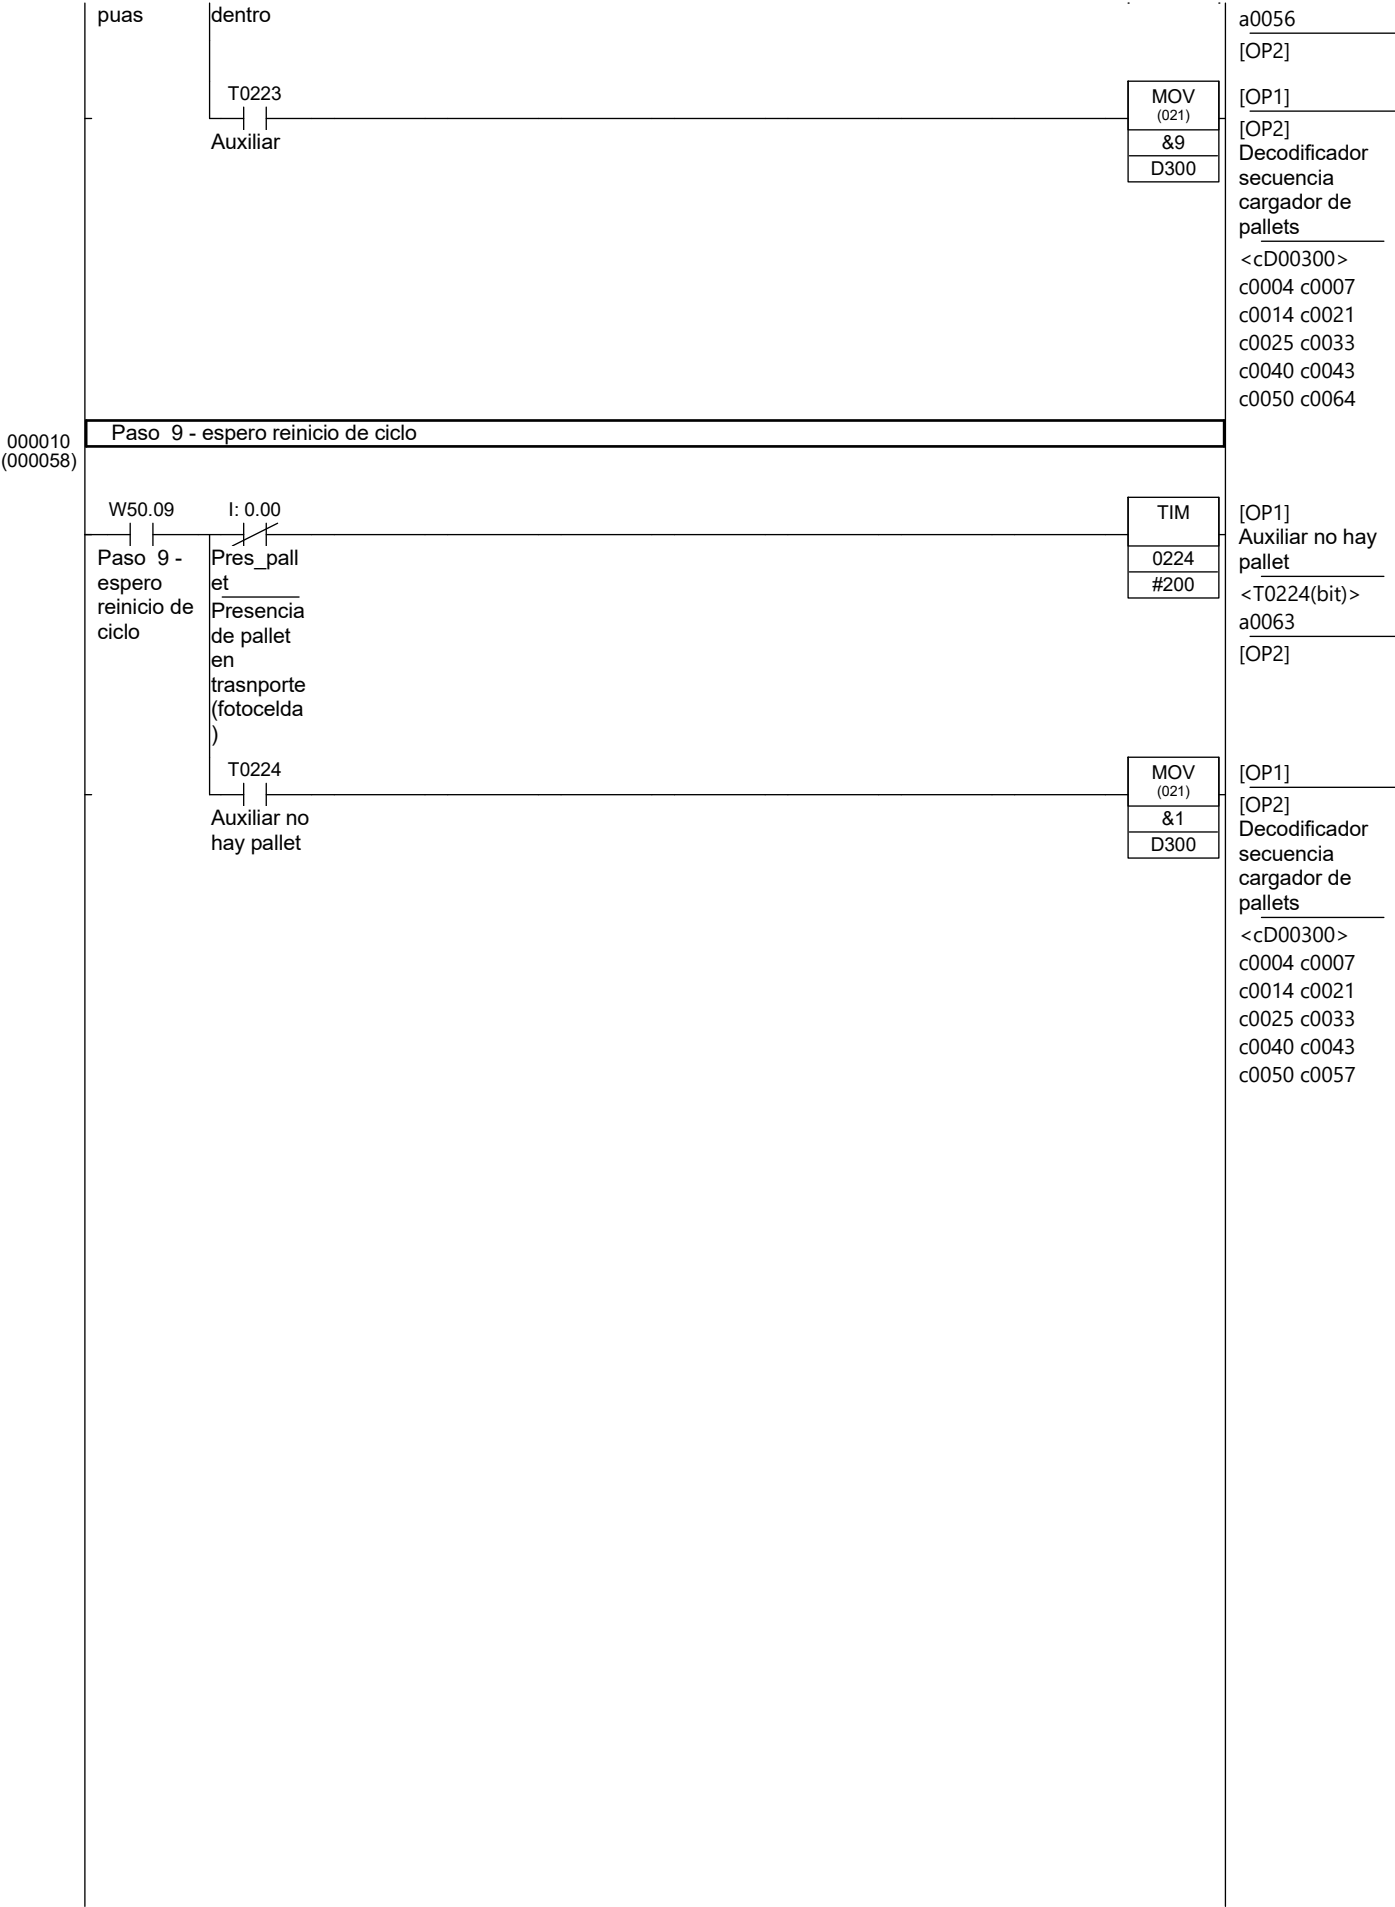 puas
dentro
a0056
[OP2]
T0223
Auxiliar
MOV
(021)
&9
D300
[OP1]
[OP2]
Decodificador
secuencia
cargador de
pallets
<cD00300>
c0004 c0007
c0014 c0021
c0025 c0033
c0040 c0043
c0050 c0064
000010
(000058)
Paso 9 - espero reinicio de ciclo
W50.09
Paso 9 -
espero
reinicio de
ciclo
I: 0.00
Pres_pall
et
Presencia
de pallet
en
trasnporte
(fotocelda
)
TIM
0224
#200
[OP1]
Auxiliar no hay
pallet
<T0224(bit)>
a0063
[OP2]
T0224
Auxiliar no
hay pallet
MOV
(021)
&1
D300
[OP1]
[OP2]
Decodificador
secuencia
cargador de
pallets
<cD00300>
c0004 c0007
c0014 c0021
c0025 c0033
c0040 c0043
c0050 c0057